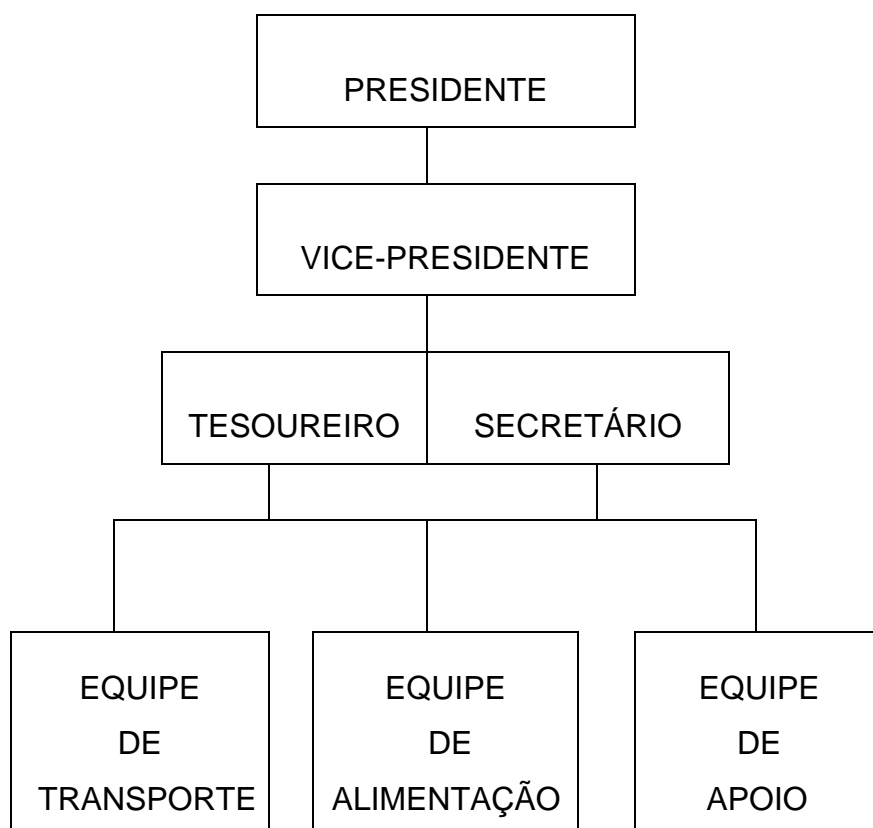 PRESIDENTE
VICE-PRESIDENTE
TESOUREIRO
SECRETÁRIO
EQUIPE
DE
TRANSPORTE
EQUIPE
DE
ALIMENTAÇÃO
EQUIPE
DE
APOIO